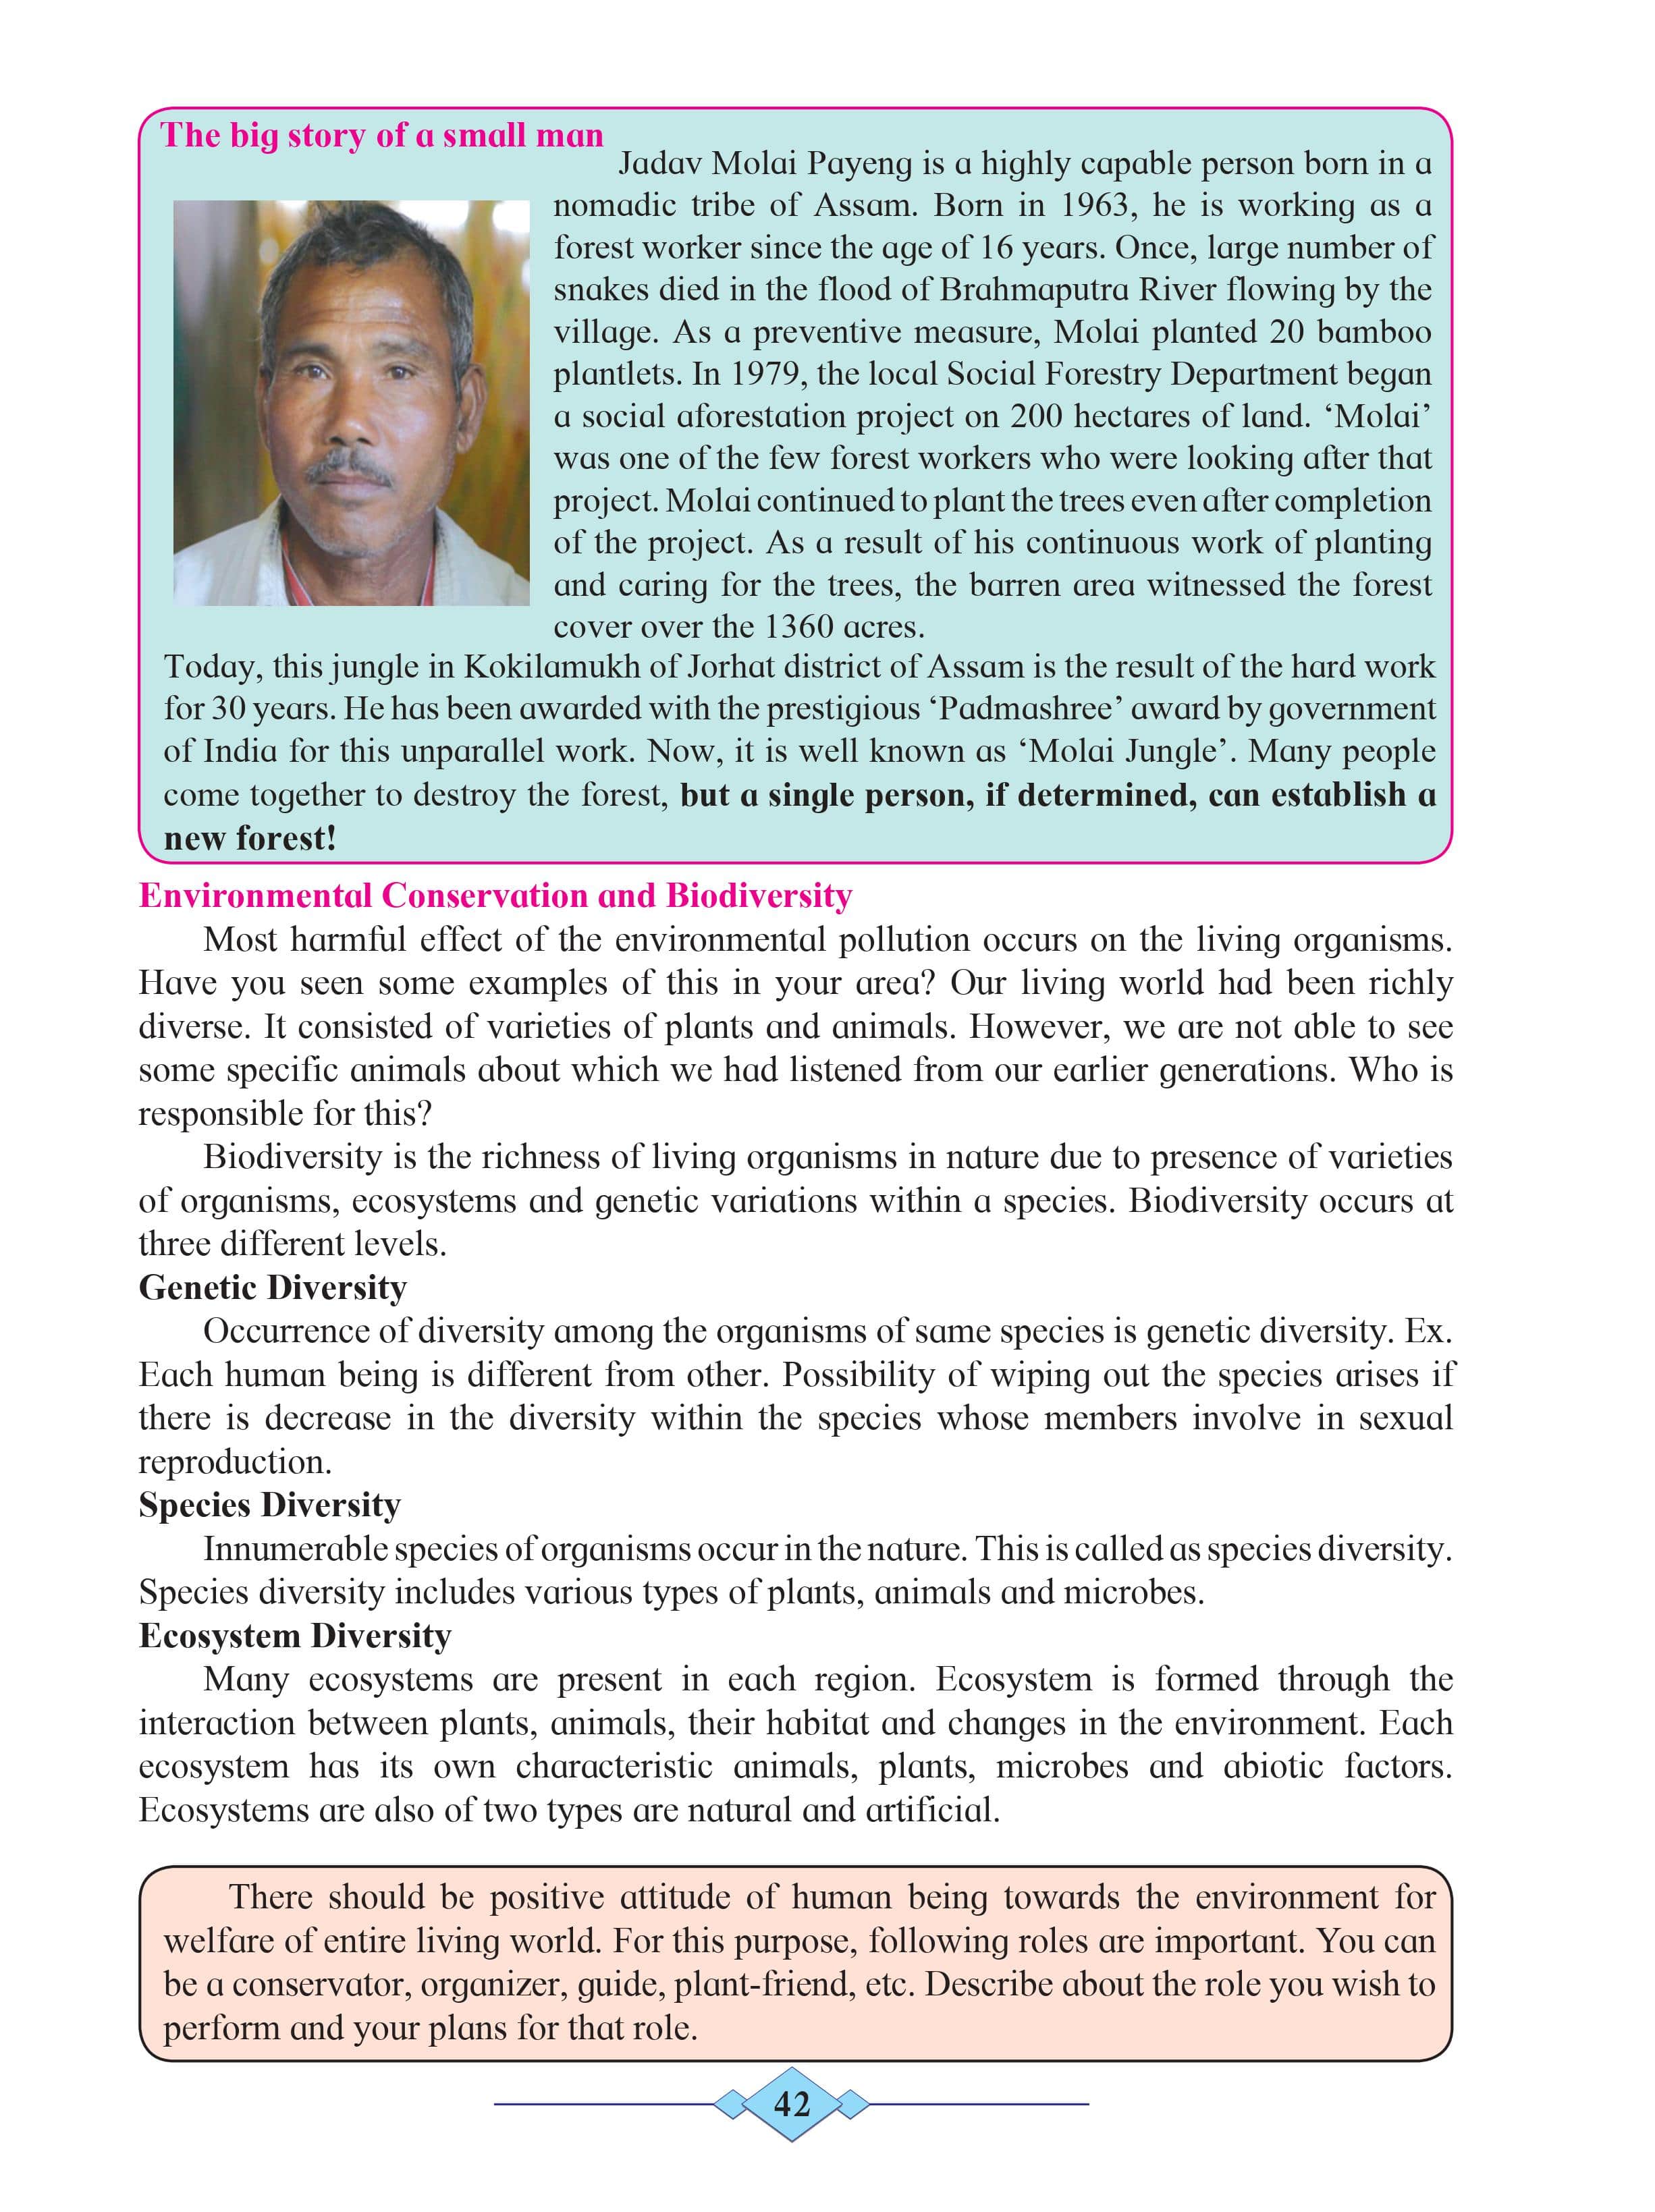 The big story of a small man
Jadav Molai Payeng is a highly capable person born in a
nomadic tribe of Assam. Born in 1963, he is working as a
forest worker since the age of 16 years. Once, large number of
snakes died in the flood of Brahmaputra River flowing by the
village. As a preventive measure, Molai planted 20 bamboo
plantlets. In 1979, the local Social Forestry Department began
a social aforestation project on 200 hectares of land. ‘Molai’
was one of the few forest workers who were looking after that
project. Molai continued to plant the trees even after completion
of the project. As a result of his continuous work of planting
and caring for the trees, the barren area witnessed the forest
cover over the 1360 acres.
Today, this jungle in Kokilamukh of Jorhat district of Assam is the result of the hard work
for 30 years. He has been awarded with the prestigious ‘Padmashree’ award by government
of India for this unparallel work. Now, it is well known as ‘Molai Jungle’. Many people
come together to destroy the forest, but a single person, if determined, can establish a
new forest!
Environmental Conservation and Biodiversity
Most harmful effect of the environmental pollution occurs on the living organisms.
Have you seen some examples of this in your area? Our living world had been richly
diverse. It consisted of varieties of plants and animals. However, we are not able to see
some specific animals about which we had listened from our earlier generations. Who is
responsible for this?
Biodiversity is the richness of living organisms in nature due to presence of varieties
of organisms, ecosystems and genetic variations within a species. Biodiversity occurs at
three different levels.
Genetic Diversity
Occurrence of diversity among the organisms of same species is genetic diversity. Ex.
Each human being is different from other. Possibility of wiping out the species arises if
there is decrease in the diversity within the species whose members involve in sexual
reproduction.
Species Diversity
Innumerable species of organisms occur in the nature. This is called as species diversity.
Species diversity includes various types of plants, animals and microbes.
Ecosystem Diversity
Many ecosystems are present in each region. Ecosystem is formed through the
interaction between plants, animals, their habitat and changes in the environment. Each
ecosystem has its own characteristic animals, plants, microbes and abiotic factors.
Ecosystems are also of two types are natural and artificial.
There should be positive attitude of human being towards the environment for
welfare of entire living world. For this purpose, following roles are important. You can
be a conservator, organizer, guide, plant-friend, etc. Describe about the role you wish to
perform and your plans for that role.
42